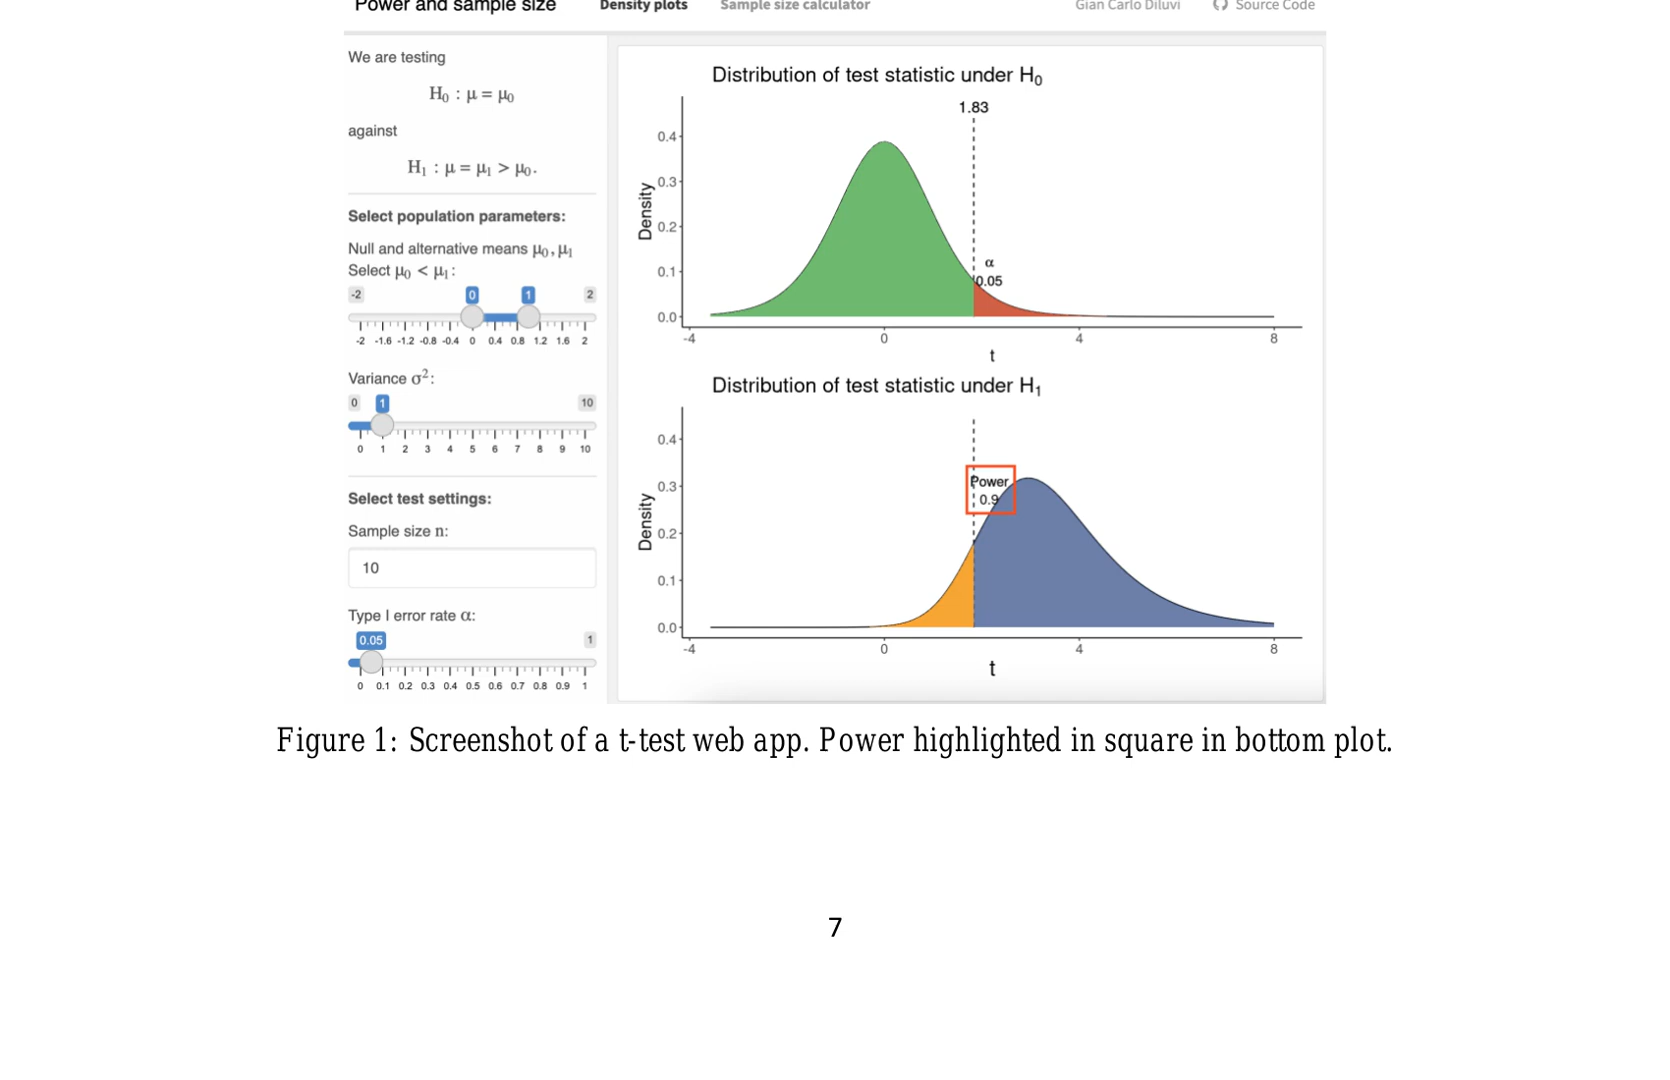 Power and sample size Density plots Sample size calculator Gian Carlo Diluvi Source Code
We are testing
H₀ : μ = μ₀
against
H₁ : μ = μ₁ > μ₀.
Select population parameters:
Null and alternative means μ₀, μ₁
Select μ₀ < μ₁:
-2 0 1 2
-2 -1.6 -1.2 -0.8 -0.4 0 0.4 0.8 1.2 1.6 2
Variance σ²:
0 1 10
0 1 2 3 4 5 6 7 8 9 10
Select test settings:
Sample size n:
10
Type I error rate α:
0.05 1
0 0.1 0.2 0.3 0.4 0.5 0.6 0.7 0.8 0.9 1
Distribution of test statistic under H₀
1.83
Density
0.4
0.3
0.2
0.1
0.0
α
0.05
-4 0 4 8
t
Distribution of test statistic under H₁
Density
0.4
0.3
0.2
0.1
0.0
Power
0.9
-4 0 4 8
t
Figure 1: Screenshot of a t-test web app. Power highlighted in square in bottom plot.
7